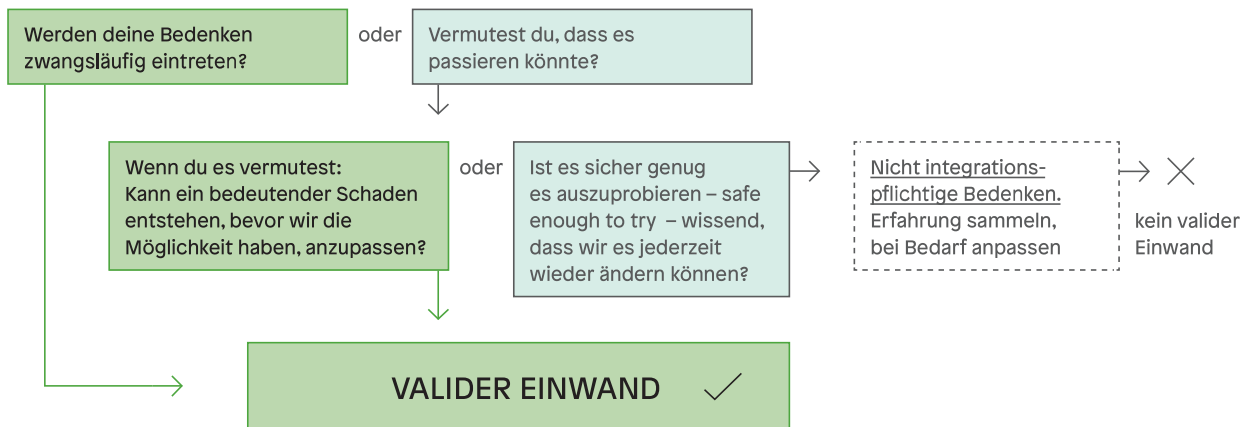 Werden deine Bedenken
zwangsläufig eintreten?
oder
Vermutest du, dass es
passieren könnte?
Wenn du es vermutest:
Kann ein bedeutender Schaden
entstehen, bevor wir die
Möglichkeit haben, anzupassen?
oder
Ist es sicher genug
es auszuprobieren – safe
enough to try – wissend,
dass wir es jederzeit
wieder ändern können?
Nicht integrations-
pflichtige Bedenken.
Erfahrung sammeln,
bei Bedarf anpassen
kein valider
Einwand
VALIDER EINWAND